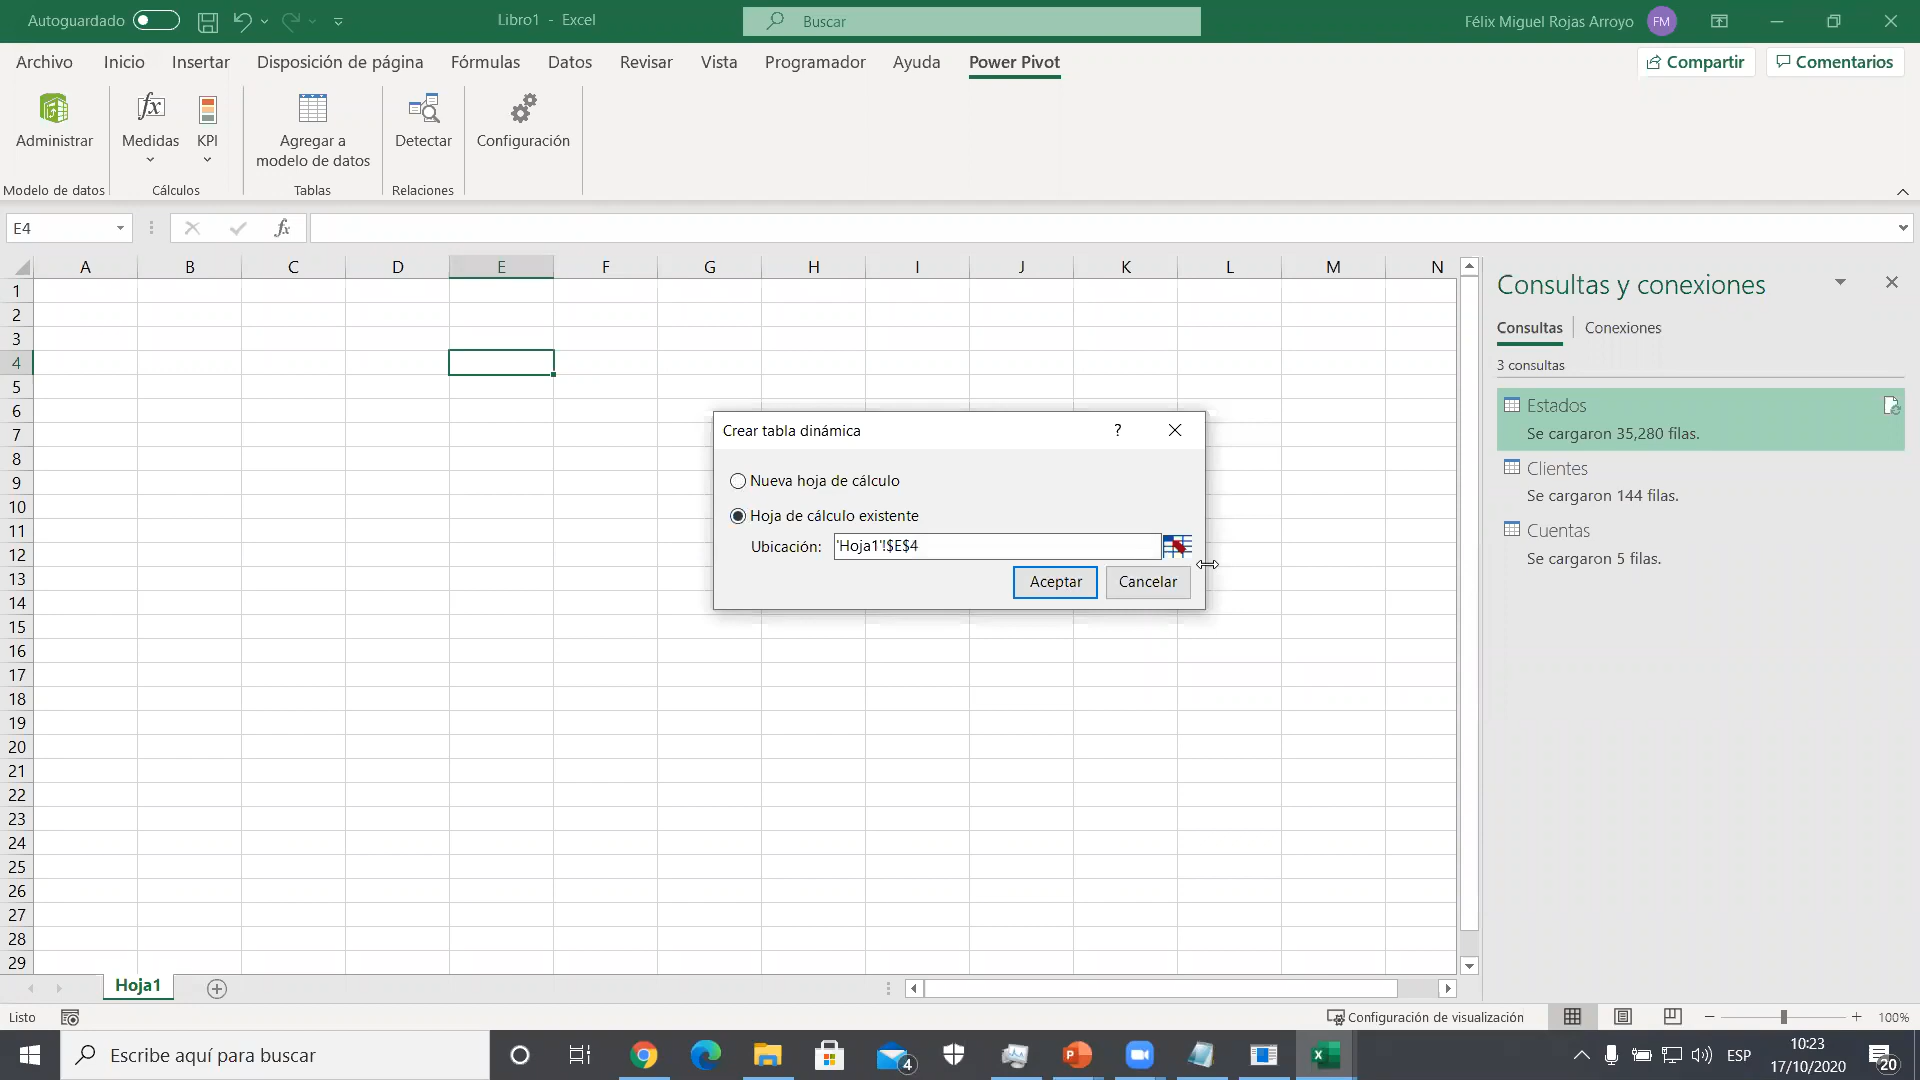 Autoguardado
Libro1 - Excel
Buscar
Félix Miguel Rojas Arroyo
FM
Archivo Inicio Insertar Disposición de página Fórmulas Datos Revisar Vista Programador Ayuda Power Pivot
Compartir
Comentarios
Administrar
Modelo de datos
fx
Medidas
KPI
Cálculos
Agregar a
modelo de datos
Tablas
Detectar
Relaciones
Configuración
E4
fx
A B C D E F G H I J K L M N
1
2
3
4
5
6
7
8
9
10
11
12
13
14
15
16
17
18
19
20
21
22
23
24
25
26
27
28
29
Crear tabla dinámica
?
Nueva hoja de cálculo
Hoja de cálculo existente
Ubicación:
'Hoja1'!$E$4
Aceptar
Cancelar
Consultas y conexiones
Consultas
Conexiones
3 consultas
Estados
Se cargaron 35,280 filas.
Clientes
Se cargaron 144 filas.
Cuentas
Se cargaron 5 filas.
Hoja1
Listo
Configuración de visualización
100%
Escribe aquí para buscar
4
ESP
10:23
17/10/2020
20